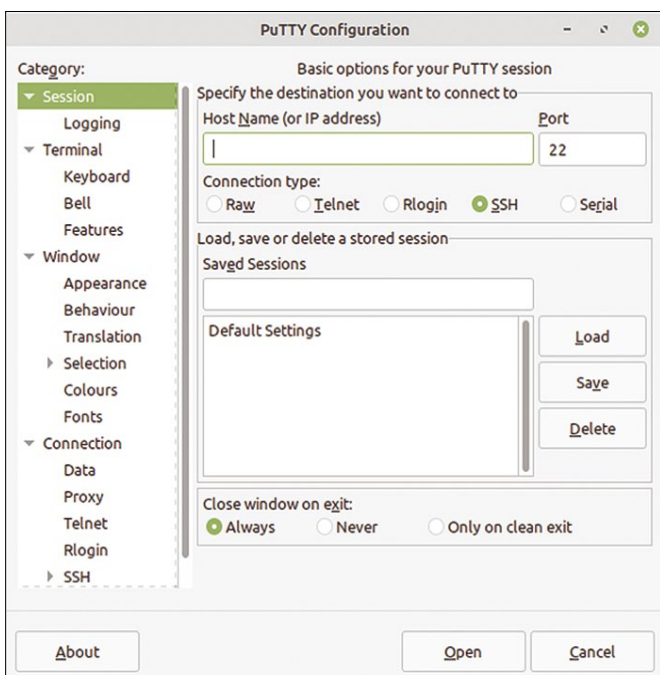 PuTTY Configuration
Category:
Session
Logging
Terminal
Keyboard
Bell
Features
Window
Appearance
Behaviour
Translation
Selection
Colours
Fonts
Connection
Data
Proxy
Telnet
Rlogin
SSH
Basic options for your PuTTY session
Specify the destination you want to connect to
Host Name (or IP address) Port
22
Connection type:
Raw Telnet Rlogin SSH Serial
Load, save or delete a stored session
Saved Sessions
Default Settings
Load
Save
Delete
Close window on exit:
Always Never Only on clean exit
About Open Cancel